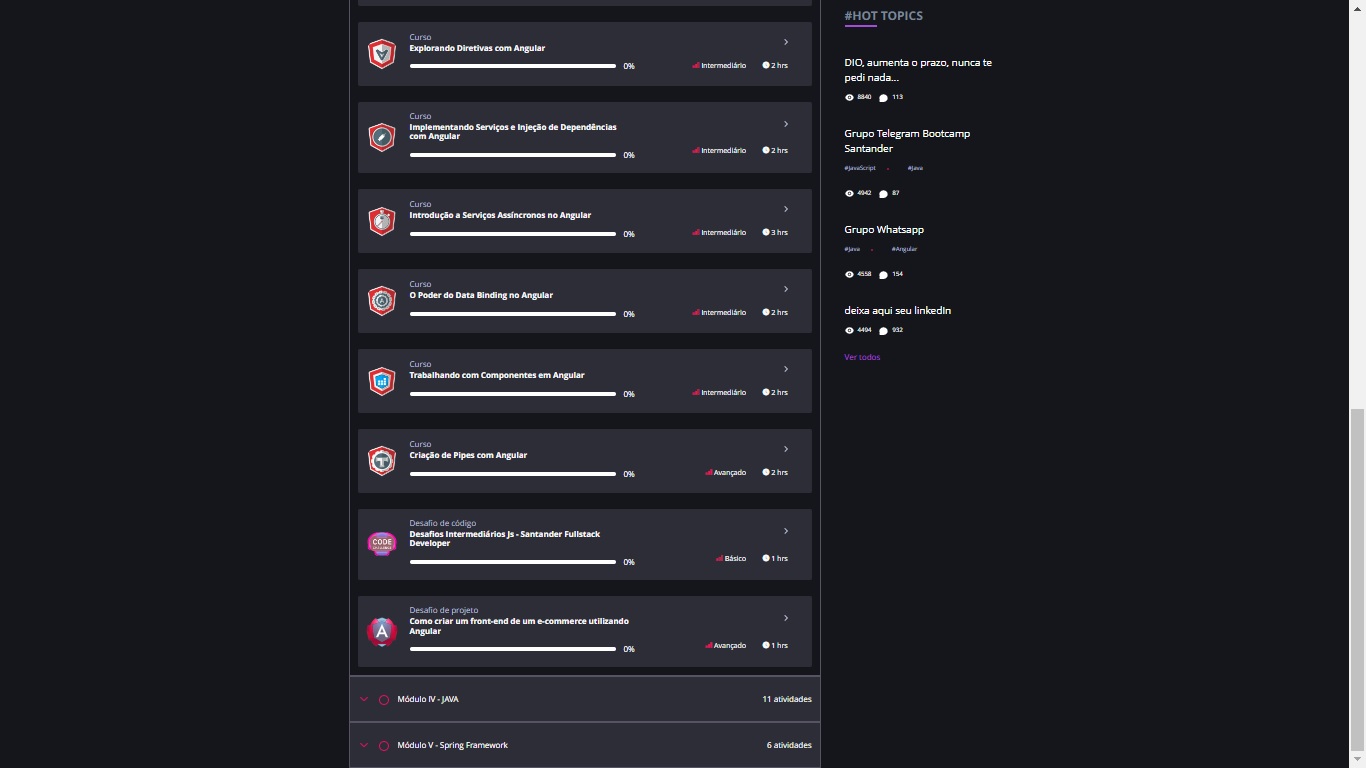 Curso
Explorando Diretivas com Angular
0%
Intermediário
2 hrs
Curso
Implementando Serviços e Injeção de Dependências
com Angular
0%
Intermediário
2 hrs
Curso
Introdução a Serviços Assíncronos no Angular
0%
Intermediário
3 hrs
Curso
O Poder do Data Binding no Angular
0%
Intermediário
2 hrs
Curso
Trabalhando com Componentes em Angular
0%
Intermediário
2 hrs
Curso
Criação de Pipes com Angular
0%
Avançado
2 hrs
CODE
Desafio de código
Desafios Intermediários Js - Santander Fullstack
Developer
0%
Básico
1 hrs
A
Desafio de projeto
Como criar um front-end de um e-commerce utilizando
Angular
0%
Avançado
1 hrs
Módulo IV - JAVA
11 atividades
Módulo V - Spring Framework
6 atividades
#HOT TOPICS
DIO, aumenta o prazo, nunca te
pedi nada...
8840 113
Grupo Telegram Bootcamp
Santander
#JavaScript #Java
4942 87
Grupo Whatsapp
#Java #Angular
4558 154
deixa aqui seu linkedIn
4494 932
Ver todos